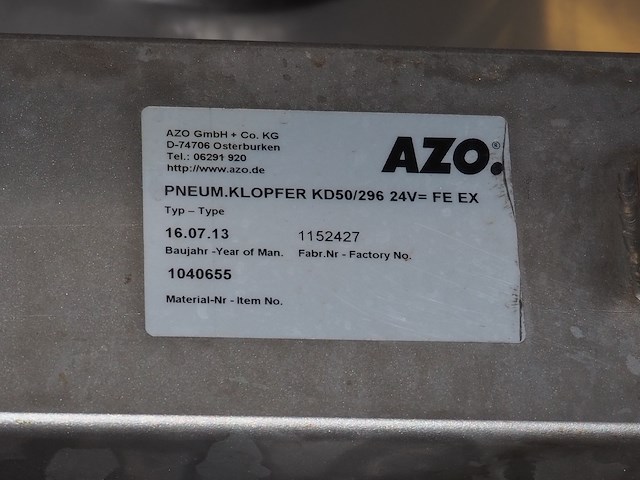 AZO GmbH + Co. KG
D-74706 Osterburken
Tel.: 06291 920
http://www.azo.de
AZO.®
PNEUM.KLOPFER KD50/296 24V= FE EX
Typ – Type
16.07.13 1152427
Baujahr -Year of Man. Fabr.Nr - Factory No.
1040655
Material-Nr - Item No.